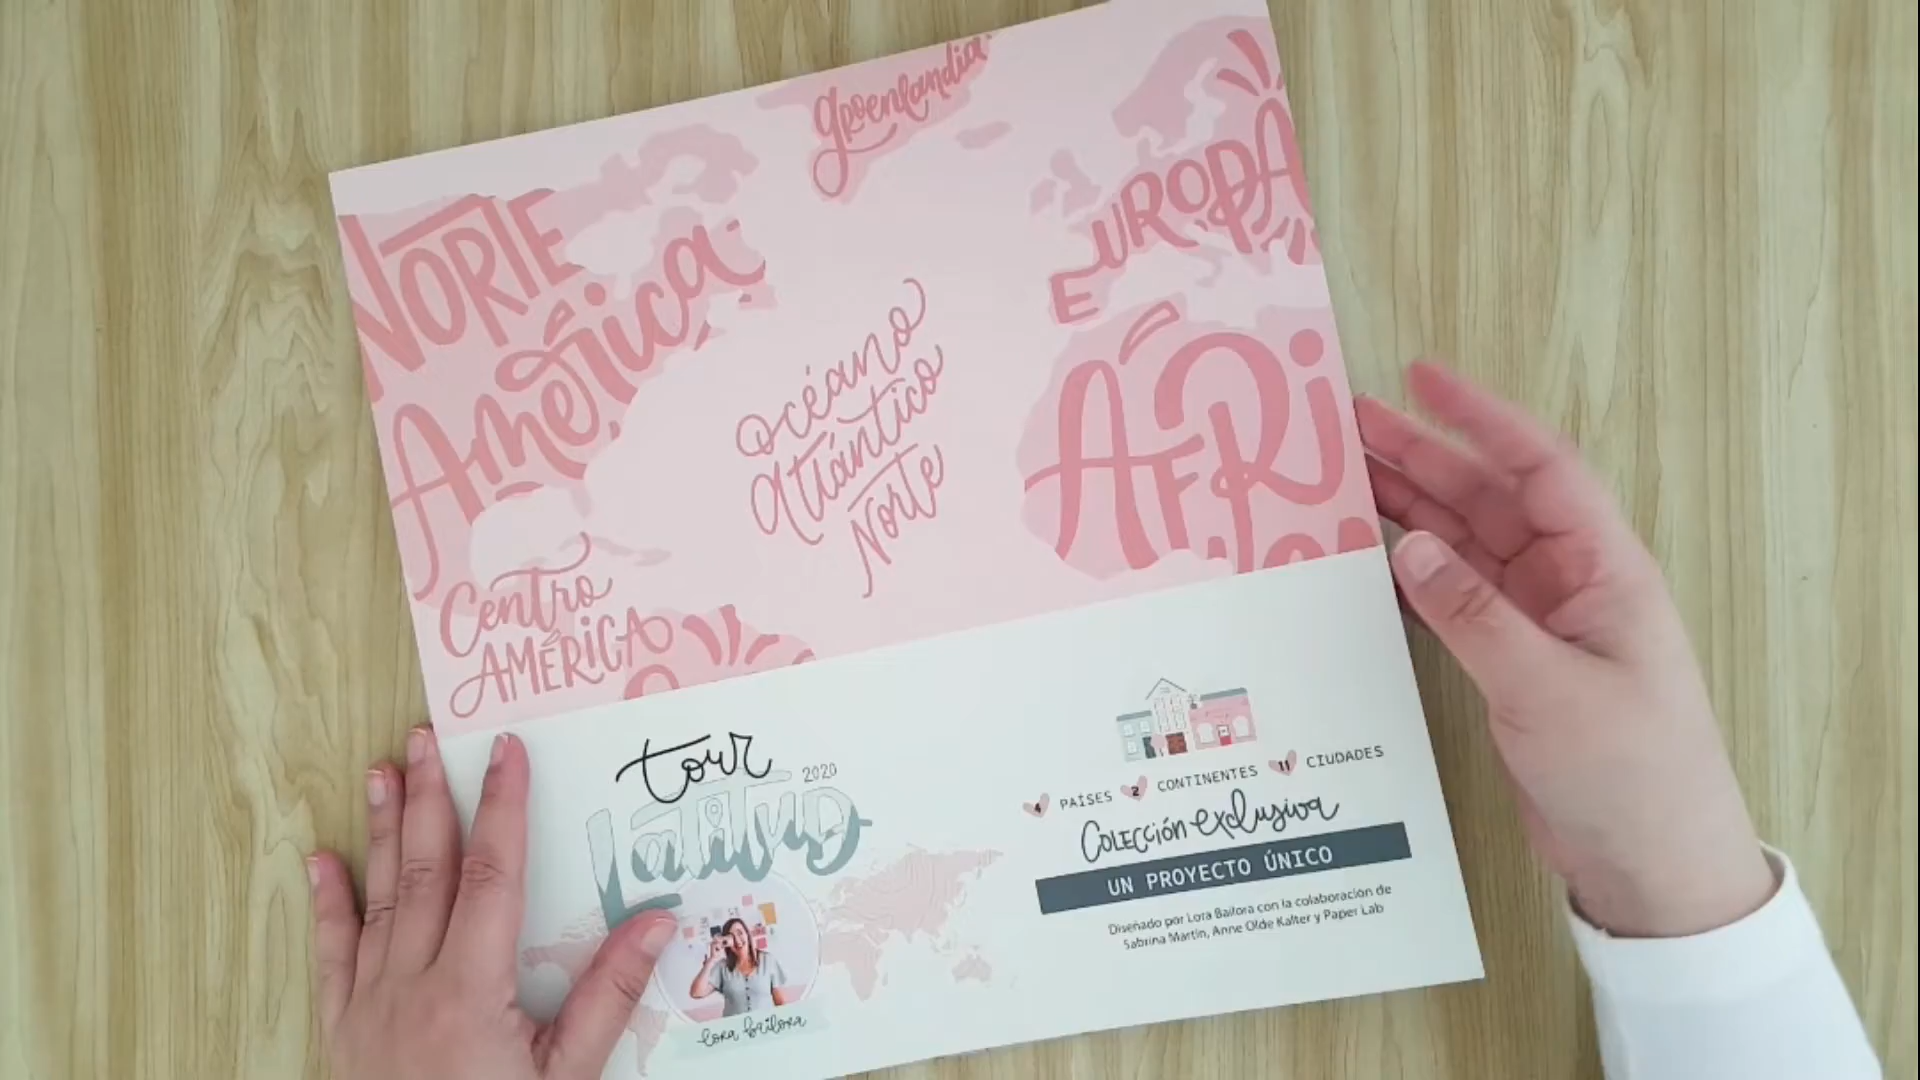 Groenlandia
NORTE
América
EUROPA
Océano
Atlántico
Norte
ÁFRi
Centro
AMÉRiCA
tour
2020
Latitud
lora bailora
4 PAÍSES 2 CONTINENTES 11 CIUDADES
COLECCIÓN exclusiva
UN PROYECTO ÚNICO
Diseñado por Lora Bailora con la colaboración de
Sabrina Martín, Anne Olde Kalter y Paper Lab